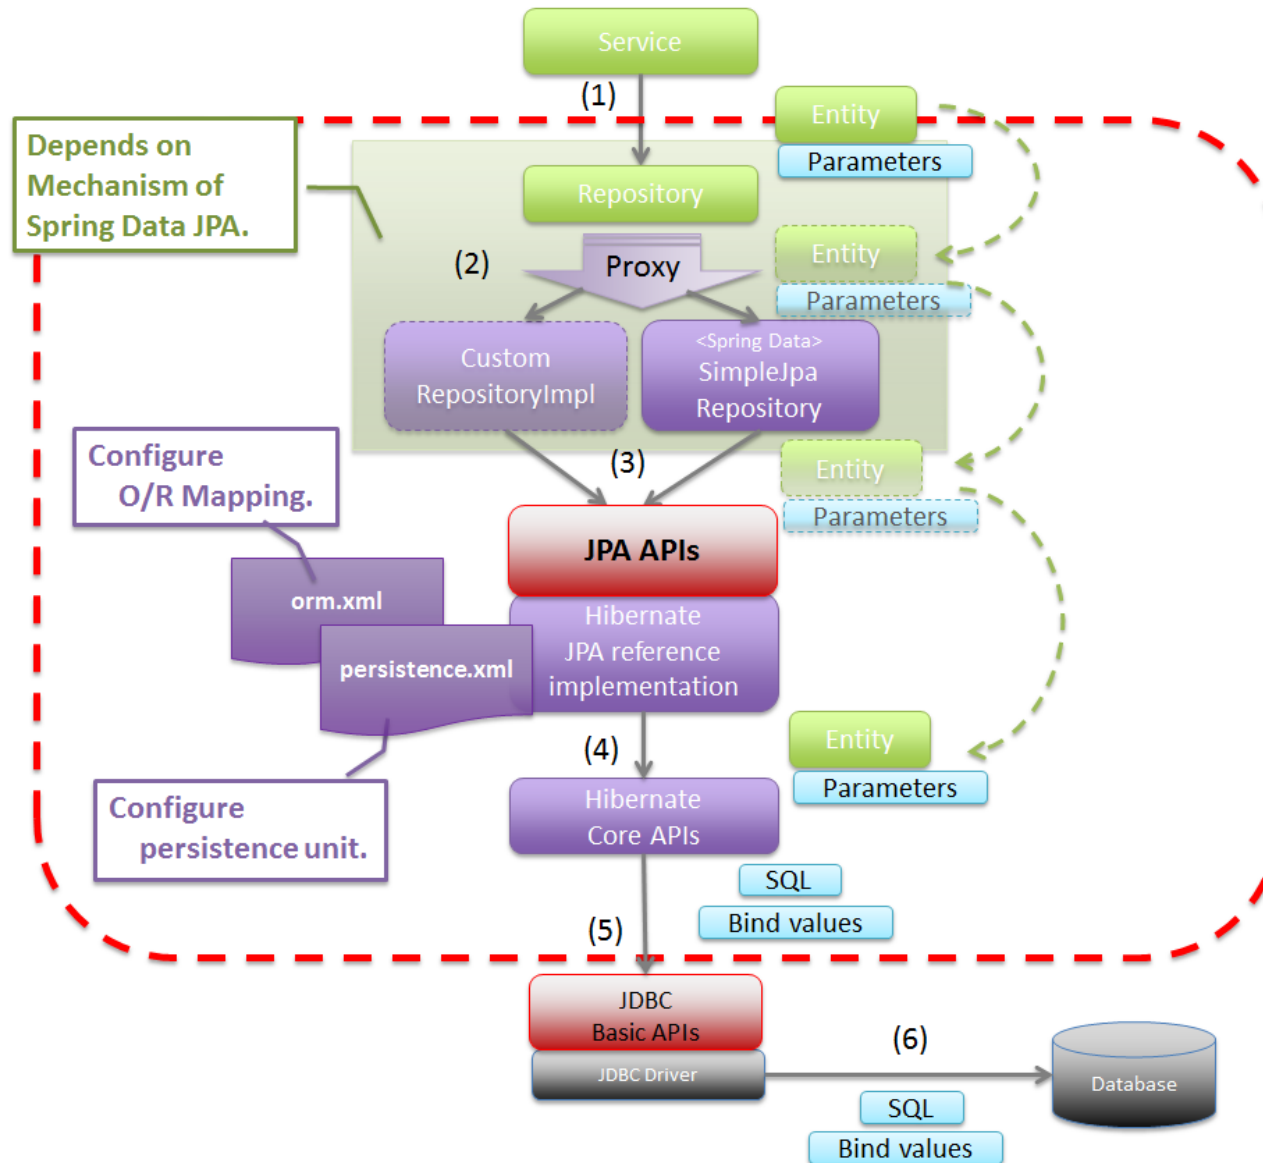 Service
(1)
Entity
Parameters
Depends on
Mechanism of
Spring Data JPA.
Repository
(2)
Proxy
Entity
Parameters
Custom
RepositoryImpl
<Spring Data>
SimpleJpa
Repository
(3)
Entity
Parameters
Configure
O/R Mapping.
JPA APIs
orm.xml
persistence.xml
Hibernate
JPA reference
implementation
(4)
Entity
Parameters
Configure
persistence unit.
Hibernate
Core APIs
SQL
Bind values
(5)
JDBC
Basic APIs
JDBC Driver
(6)
Database
SQL
Bind values